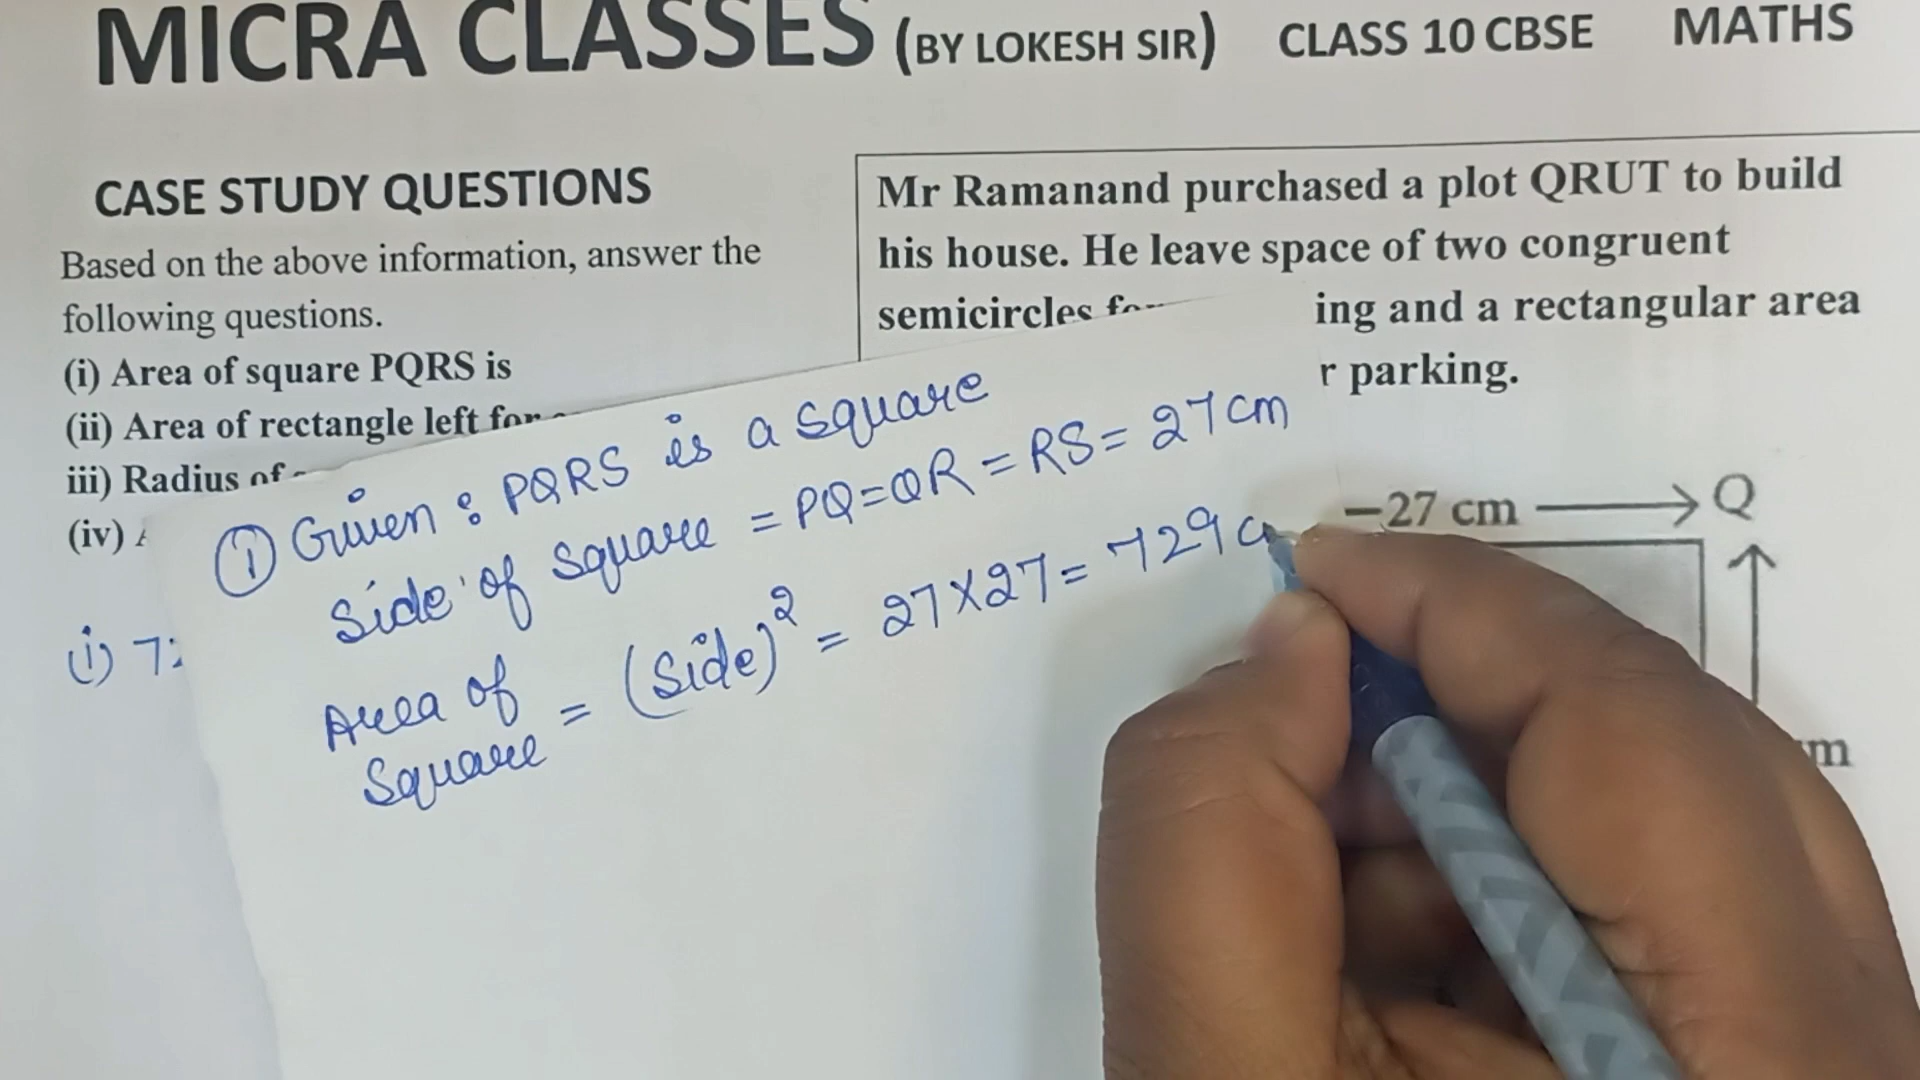 MICRA CLASSES (BY LOKESH SIR) CLASS 10 CBSE MATHS
CASE STUDY QUESTIONS
Based on the above information, answer the
following questions.
(i) Area of square PQRS is
(ii) Area of rectangle left for
iii) Radius of
(iv)
(i)
Mr Ramanand purchased a plot QRUT to build
his house. He leave space of two congruent
semicircles ing and a rectangular area
parking.
27 cm Q
① Given : PQRS is a square
Side of square = PQ=QR = RS = 27 cm
Area of
square = (side)² = 27×27 = 729 c
m